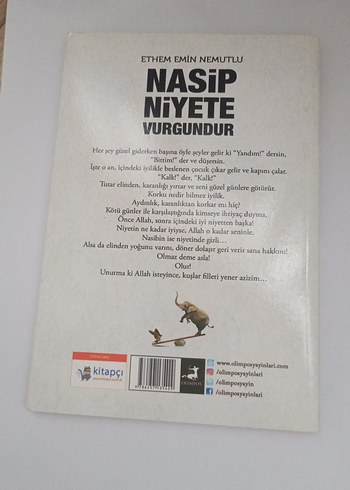 ETHEM EMİN NEMUTLU
NASİP
NİYETE
VURGUNDUR
Her şey güzel giderken başına öyle şeyler gelir ki "Yandım!" dersin,
"Bittim!" der ve düşersin.
İşte o an, içindeki iyilikle beslenen çocuk çıkar gelir ve kapını çalar.
"Kalk!" der, "Kalk!"
Tutar elinden, karanlığı yırtar ve seni güzel günlere götürür.
Korku nedir bilmez iyilik.
Aydınlık, karanlıktan korkar mı hiç?
Kötü günler ile karşılaştığında kimseye ihtiyaç duyma.
Önce Allah, sonra içindeki iyi niyetten başka!
Niyetin ne kadar iyiyse, Allah o kadar seninle.
Nasibin ise niyetinde gizli…
Alsa da elinden yoğunu varını, döner dolaşır geri verir sana hakkını!
Olmaz deme asla!
Olur!
Unutma ki Allah isteyince, kuşlar filleri yener azizim…
kitapçı
OLIMPOS
www.olimposyayinlari.com
/olimposyayinlari
/olimposyayin
/olimposyayinlari